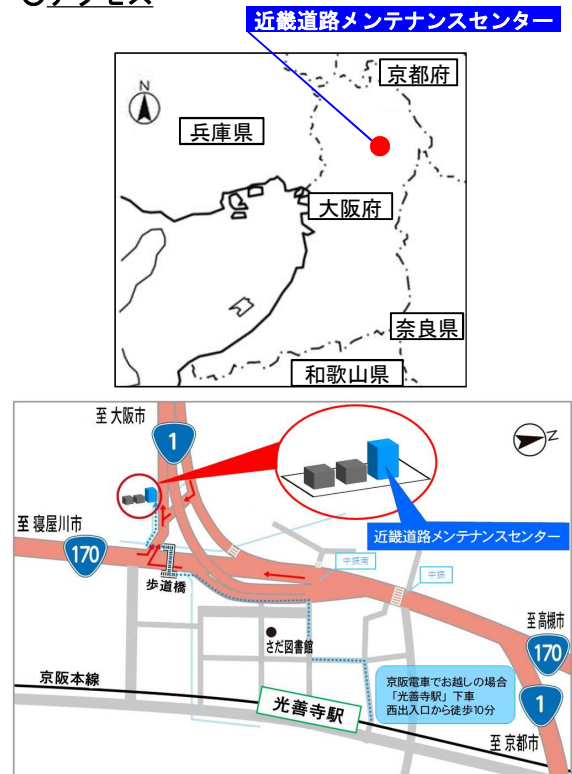 ○アクセス
近畿道路メンテナンスセンター
京都府
N
兵庫県
大阪府
奈良県
和歌山県
至 大阪市
1
N
至 寝屋川市
170
近畿道路メンテナンスセンター
中振南
中振
歩道橋
至 高槻市
170
さだ図書館
京阪本線
光善寺駅
京阪電車でお越しの場合
「光善寺駅」下車
西出入口から徒歩10分
1
至 京都市